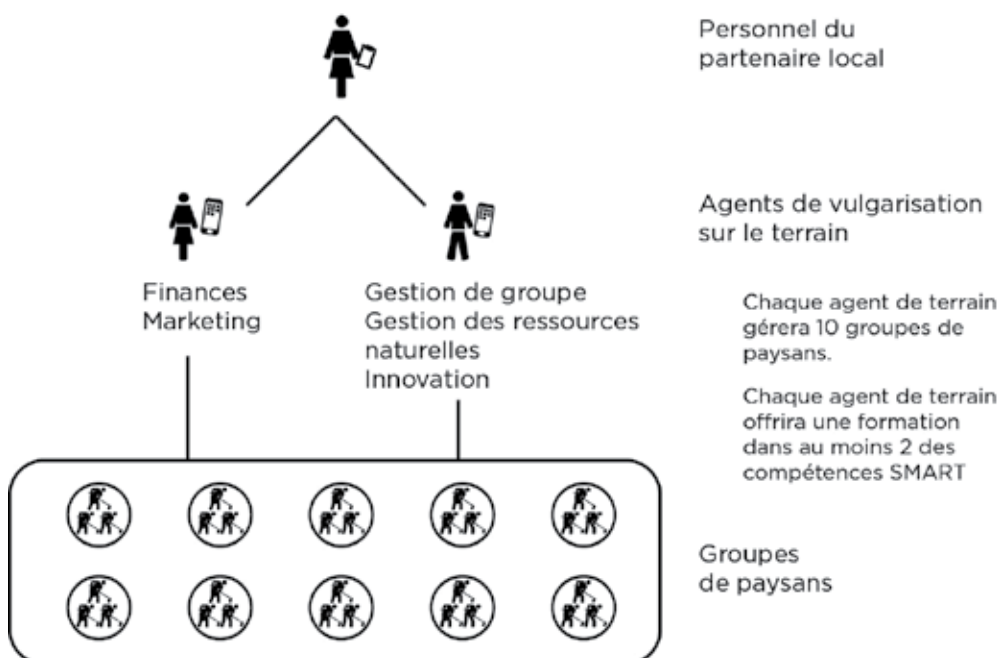 Personnel du
partenaire local
Agents de vulgarisation
sur le terrain
Finances
Marketing
Gestion de groupe
Gestion des ressources
naturelles
Innovation
Chaque agent de terrain
gérera 10 groupes de
paysans.
Chaque agent de terrain
offrira une formation
dans au moins 2 des
compétences SMART
Groupes
de paysans